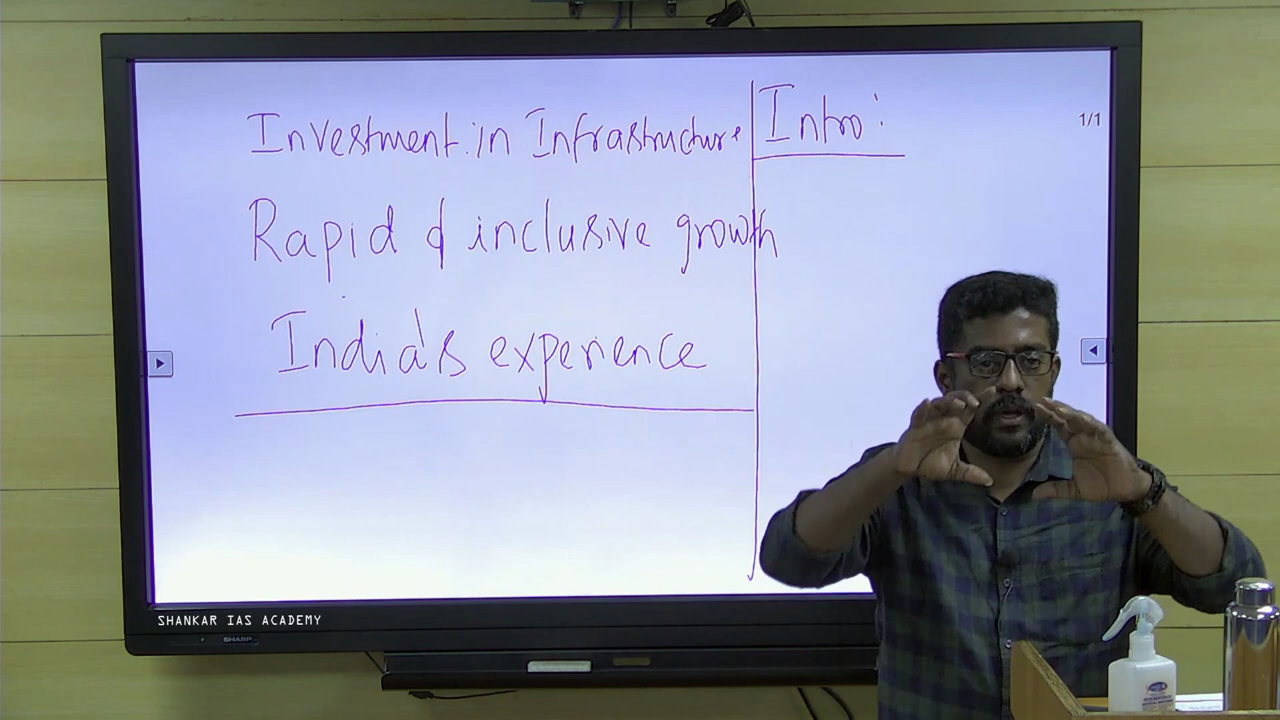 Investment in Infrastructure
Rapid & inclusive growth
India's experience
Intro:
1/1
SHANKAR IAS ACADEMY
SHARP